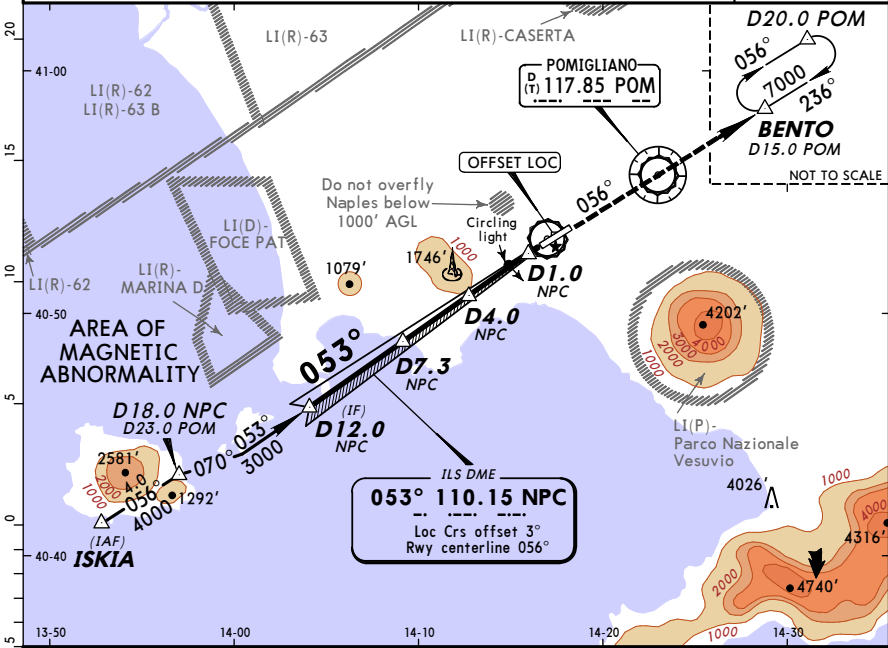 20
15
10
5
0
5
41-00
40-50
40-40
13-50
14-00
14-10
14-20
14-30
LI(R)-62
LI(R)-63 B
LI(R)-63
LI(R)-CASERTA
D20.0 POM
056°
7000
236°
BENTO
D15.0 POM
NOT TO SCALE
POMIGLIANO
D
(T) 117.85 POM
OFFSET LOC
056°
Do not overfly
Naples below
1000' AGL
Circling
light
LI(D)-
FOCE PAT
LI(R)-
MARINA D
LI(R)-62
1079'
1746'
1000
D1.0
NPC
D4.0
NPC
D7.3
NPC
(IF)
D12.0
NPC
053°
AREA OF
MAGNETIC
ABNORMALITY
D18.0 NPC
D23.0 POM
070°
053°
3000
2581'
2000
1000
4.0
056°
4000
1292'
(IAF)
ISKIA
ILS DME
053° 110.15 NPC
Loc Crs offset 3°
Rwy centerline 056°
4202'
4000
3000
2000
1000
LI(P)-
Parco Nazionale
Vesuvio
4026'
1000
4000
4316'
4740'
2000
1000